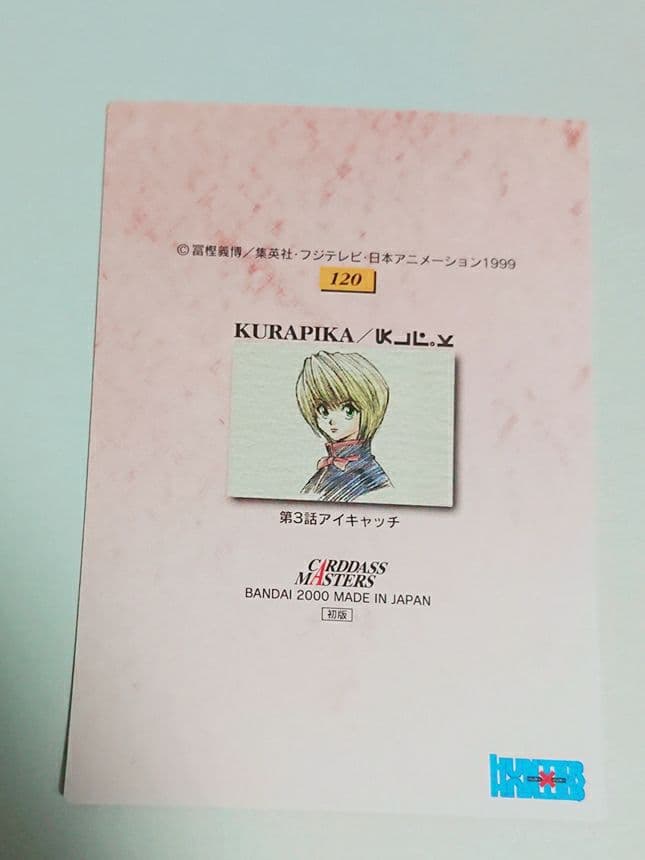 © 冨樫義博／集英社・フジテレビ・日本アニメーション1999
120
KURAPIKA／
第3話アイキャッチ
CARDDASS
MASTERS
BANDAI 2000 MADE IN JAPAN
初版
HUNTER
HUNTER